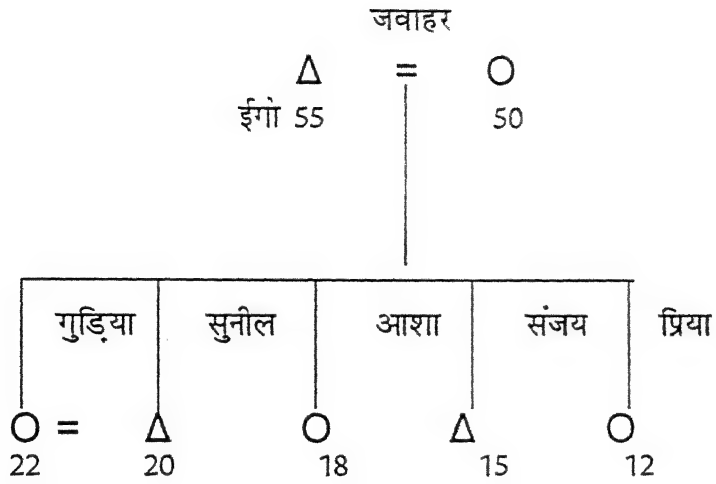 जवाहर
Δ = O
ईगो 55 50
गुड़िया सुनील आशा संजय प्रिया
O = Δ O Δ O
22 20 18 15 12